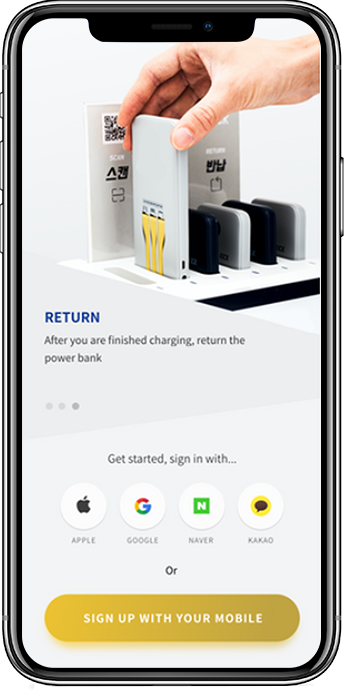 SCAN
스캔
RETURN
반납
RETURN
After you are finished charging, return the
power bank
Get started, sign in with...
APPLE
GOOGLE
NAVER
KAKAO
Or
SIGN UP WITH YOUR MOBILE